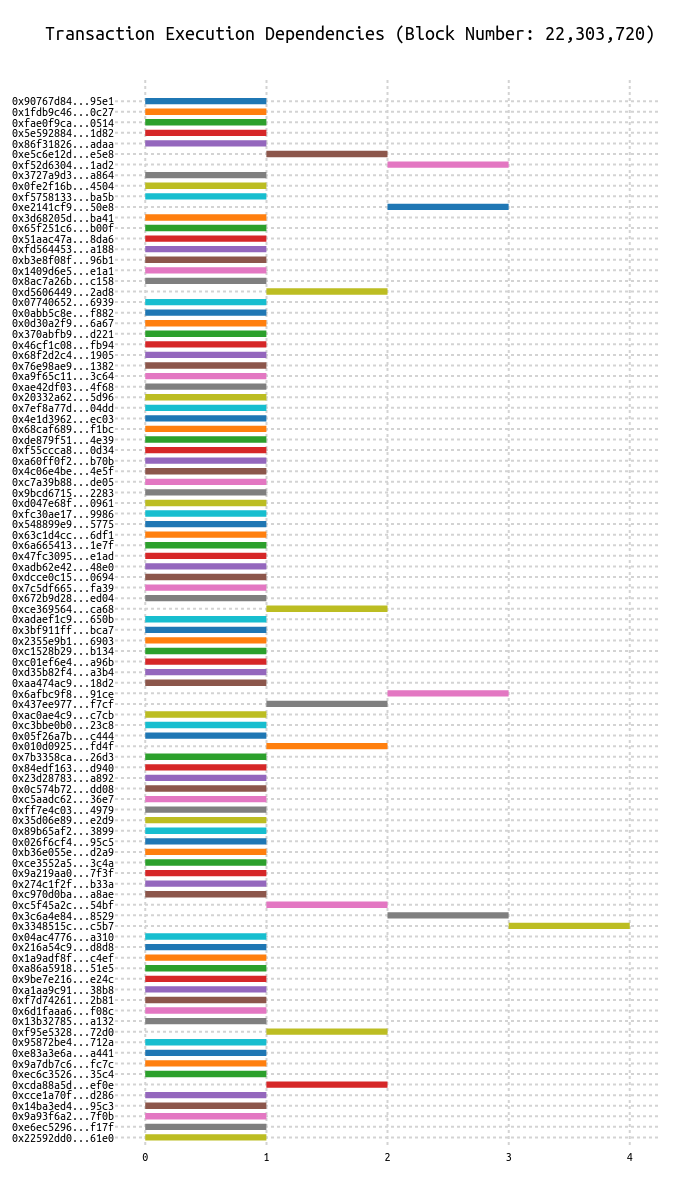 Transaction Execution Dependencies (Block Number: 22,303,720)
0x90767d84...95e1
0x1fdb9c46...0c27
0xfae0f9ca...0514
0x5e592884...1d82
0x86f31826...adaa
0xe5c6e12d...e5e8
0xf52d6304...1ad2
0x3727a9d3...a864
0x0fe2f16b...4504
0xf5758133...ba5b
0xe2141cf9...50e8
0x3d68205d...ba41
0x65f251c6...b00f
0x51aac47a...8da6
0xfd564453...a188
0xb3e8f08f...96b1
0x1409d6e5...e1a1
0x8ac7a26b...c158
0xd5606449...2ad8
0x07740652...6939
0x0abb5c8e...f882
0x0d30a2f9...6a67
0x370abfb9...d221
0x46cf1c08...fb94
0x68f2d2c4...1905
0x76e98ae9...1382
0xa9f65c11...3c64
0xae42df03...4f68
0x20332a62...5d96
0x7ef8a77d...04dd
0x4e1d3962...ec03
0x68caf689...f1bc
0xde879f51...4e39
0xf55ccca8...0d34
0xa60ff0f2...b70b
0x4c06e4be...4e5f
0xc7a39b88...de05
0x9bcd6715...2283
0xd047e68f...0961
0xfc30ae17...9986
0x548899e9...5775
0x63c1d4cc...6df1
0x6a665413...1e7f
0x47fc3095...e1ad
0xadb62e42...48e0
0xdcce0c15...0694
0x7c5df665...fa39
0x672b9d28...ed04
0xce369564...ca68
0xadaef1c9...650b
0x3bf911ff...bca7
0x2355e9b1...6903
0xc1528b29...b134
0xc01ef6e4...a96b
0xd35b82f4...a3b4
0xaa474ac9...18d2
0x6afbc9f8...91ce
0x437ee977...f7cf
0xac0ae4c9...c7cb
0xc3bbe0b0...23c8
0x05f26a7b...c444
0x010d0925...fd4f
0x7b3358ca...26d3
0x84edf163...d940
0x23d28783...a892
0x0c574b72...dd08
0xc5aadc62...36e7
0xff7e4c03...4979
0x35d06e89...e2d9
0x89b65af2...3899
0x026f6cf4...95c5
0xb36e055e...d2a9
0xce3552a5...3c4a
0x9a219aa0...7f3f
0x274c1f2f...b33a
0xc970d0ba...a8ae
0xc5f45a2c...54bf
0x3c6a4e84...8529
0x3348515c...c5b7
0x04ac4776...a310
0x216a54c9...d8d8
0x1a9adf8f...c4ef
0xa86a5918...51e5
0x9be7e216...e24c
0xa1aa9c91...38b8
0xf7d74261...2b81
0x6d1faaa6...f08c
0x13b32785...a132
0xf95e5328...72d0
0x95872be4...712a
0xe83a3e6a...a441
0x9a7db7c6...fc7c
0xec6c3526...35c4
0xcda88a5d...ef0e
0xcce1a70f...d286
0x14ba3ed4...95c3
0x9a93f6a2...7f0b
0xe6ec5296...f17f
0x22592dd0...61e0
0 1 2 3 4